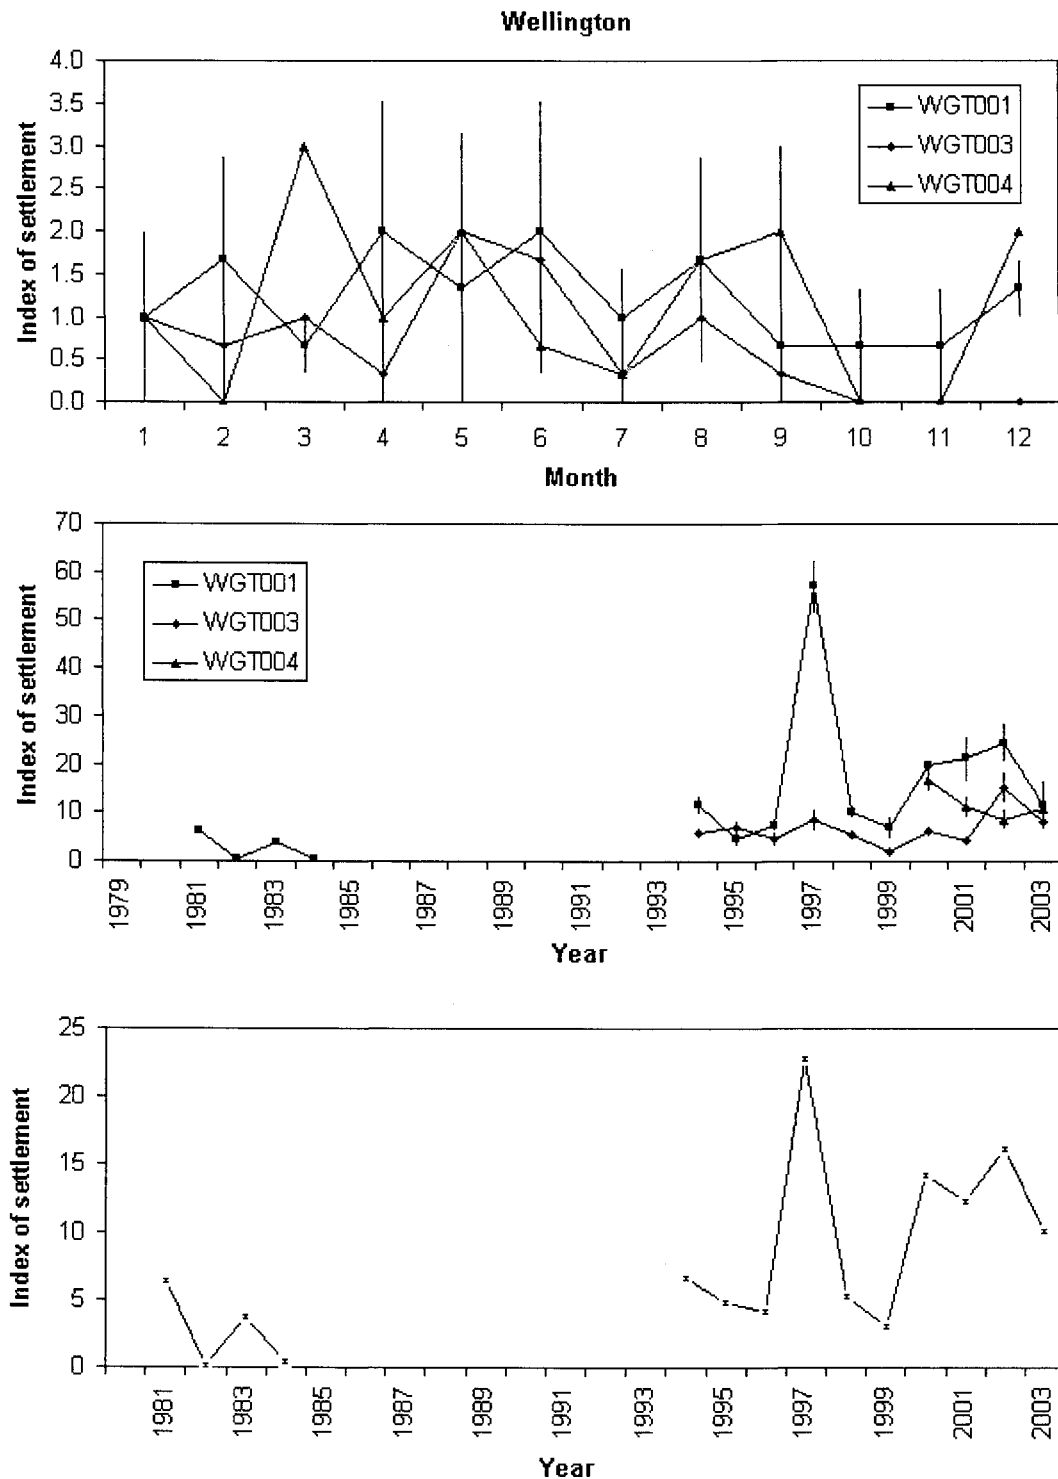 Wellington
4.0
3.5
3.0
2.5
2.0
1.5
1.0
0.5
0.0
Index of settlement
WGT001
WGT003
WGT004
1 2 3 4 5 6 7 8 9 10 11 12
Month
70
60
50
40
30
20
10
0
Index of settlement
WGT001
WGT003
WGT004
1979 1981 1983 1985 1987 1989 1991 1993 1995 1997 1999 2001 2003
Year
25
20
15
10
5
0
Index of settlement
1981 1983 1985 1987 1989 1991 1993 1995 1997 1999 2001 2003
Year